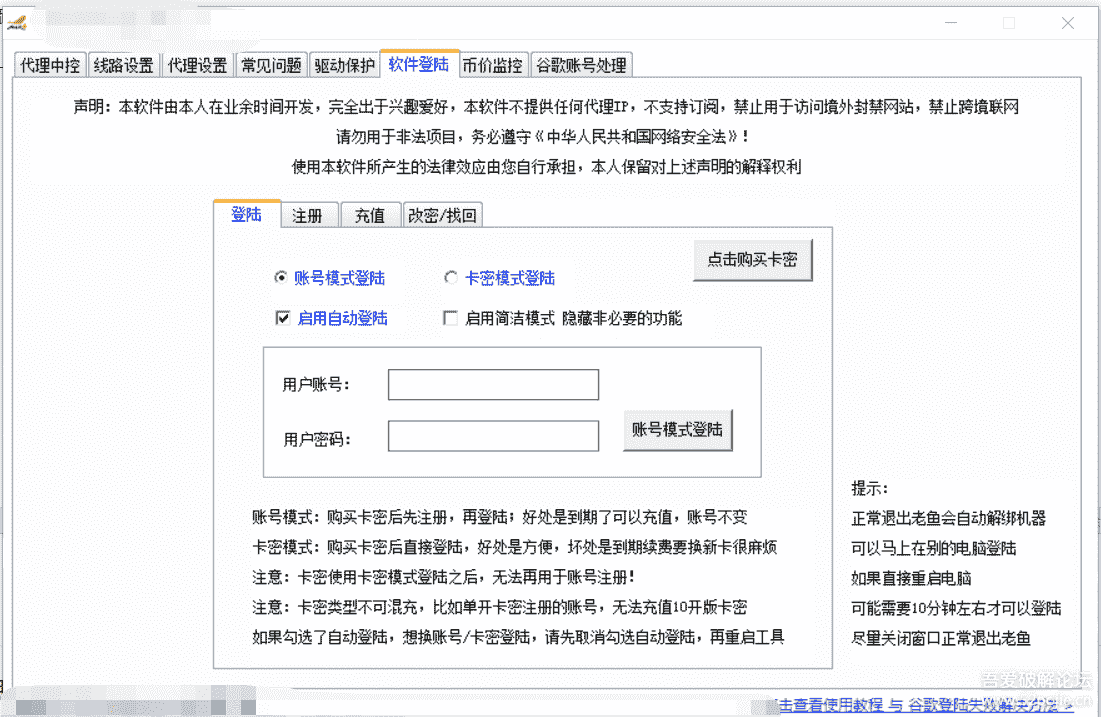 代理中控 线路设置 代理设置 常见问题 驱动保护 软件登陆 币价监控 谷歌账号处理
声明：本软件由本人在业余时间开发，完全出于兴趣爱好，本软件不提供任何代理IP，不支持订阅，禁止用于访问境外封禁网站，禁止跨境联网
请勿用于非法项目，务必遵守《中华人民共和国网络安全法》！
使用本软件所产生的法律效应由您自行承担，本人保留对上述声明的解释权利
登陆 注册 充值 改密/找回
点击购买卡密
账号模式登陆 卡密模式登陆
启用自动登陆 启用简洁模式 隐藏非必要的功能
用户账号：
用户密码：
账号模式登陆
账号模式：购买卡密后先注册，再登陆；好处是到期了可以充值，账号不变
卡密模式：购买卡密后直接登陆，好处是方便，坏处是到期续费要换新卡很麻烦
注意：卡密使用卡密模式登陆之后，无法再用于账号注册！
注意：卡密类型不可混充，比如单开卡密注册的账号，无法充值10开版卡密
如果勾选了自动登陆，想换账号/卡密登陆，请先取消勾选自动登陆，再重启工具
提示：
正常退出老鱼会自动解绑机器
可以马上在别的电脑登陆
如果直接重启电脑
可能需要10分钟左右才可以登陆
尽量关闭窗口正常退出老鱼
吾爱破解论坛
击查看使用教程 与 谷歌登陆失败解决方法->